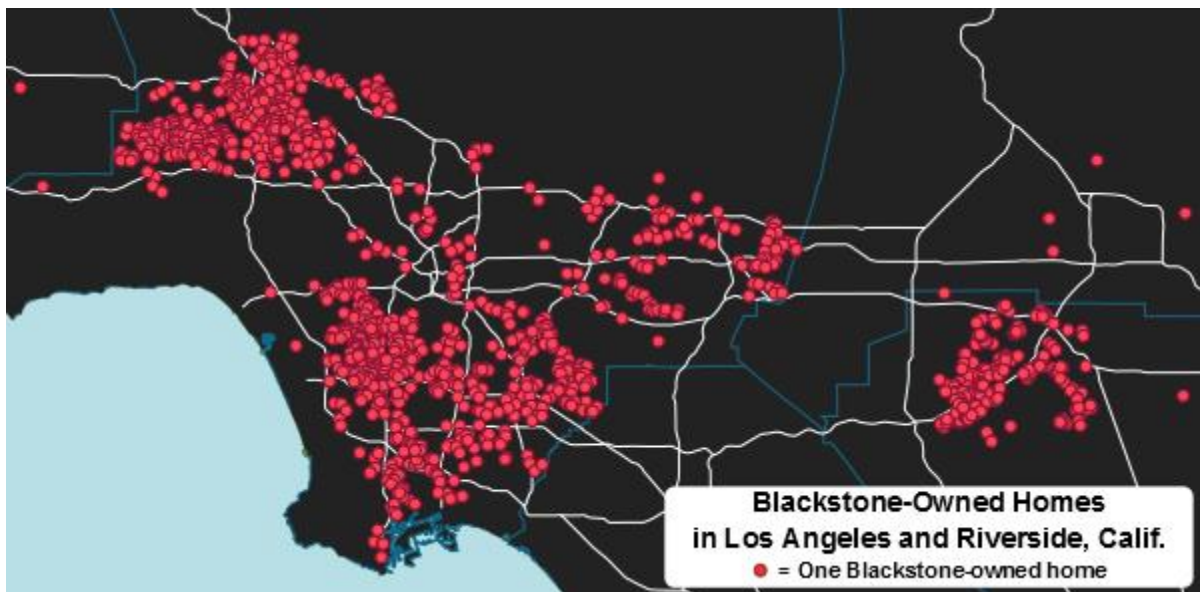 Blackstone-Owned Homes
in Los Angeles and Riverside, Calif.
= One Blackstone-owned home